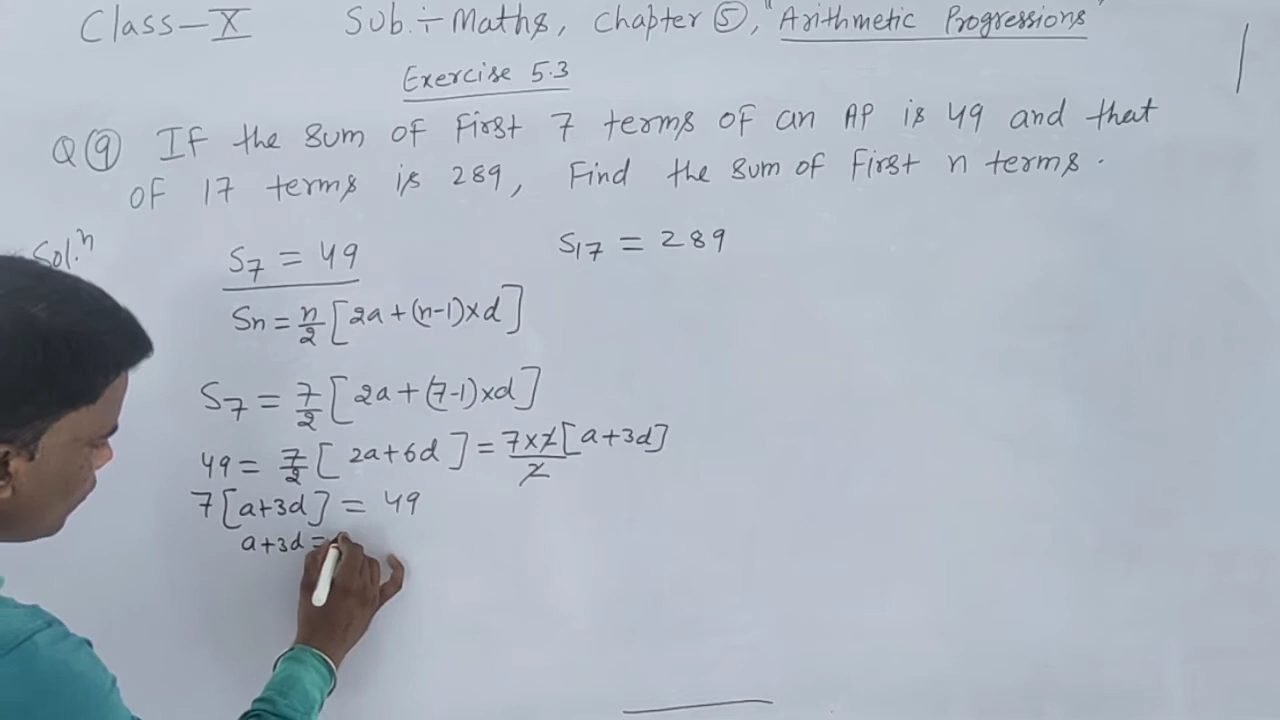 Class-X Sub.÷Maths, Chapter ⑤, "Arithmetic Progressions"
Exercise 5.3
Q⑨ If the sum of First 7 terms of an AP is 49 and that
of 17 terms is 289, Find the sum of First n terms.
Sol.ⁿ
S₇ = 49
S₁₇ = 289
Sn = n/2 [2a+(n-1)×d]
S₇ = 7/2 [2a+(7-1)×d]
49 = 7/2 [2a+6d] = 7×2/2 [a+3d]
7[a+3d] = 49
a+3d =